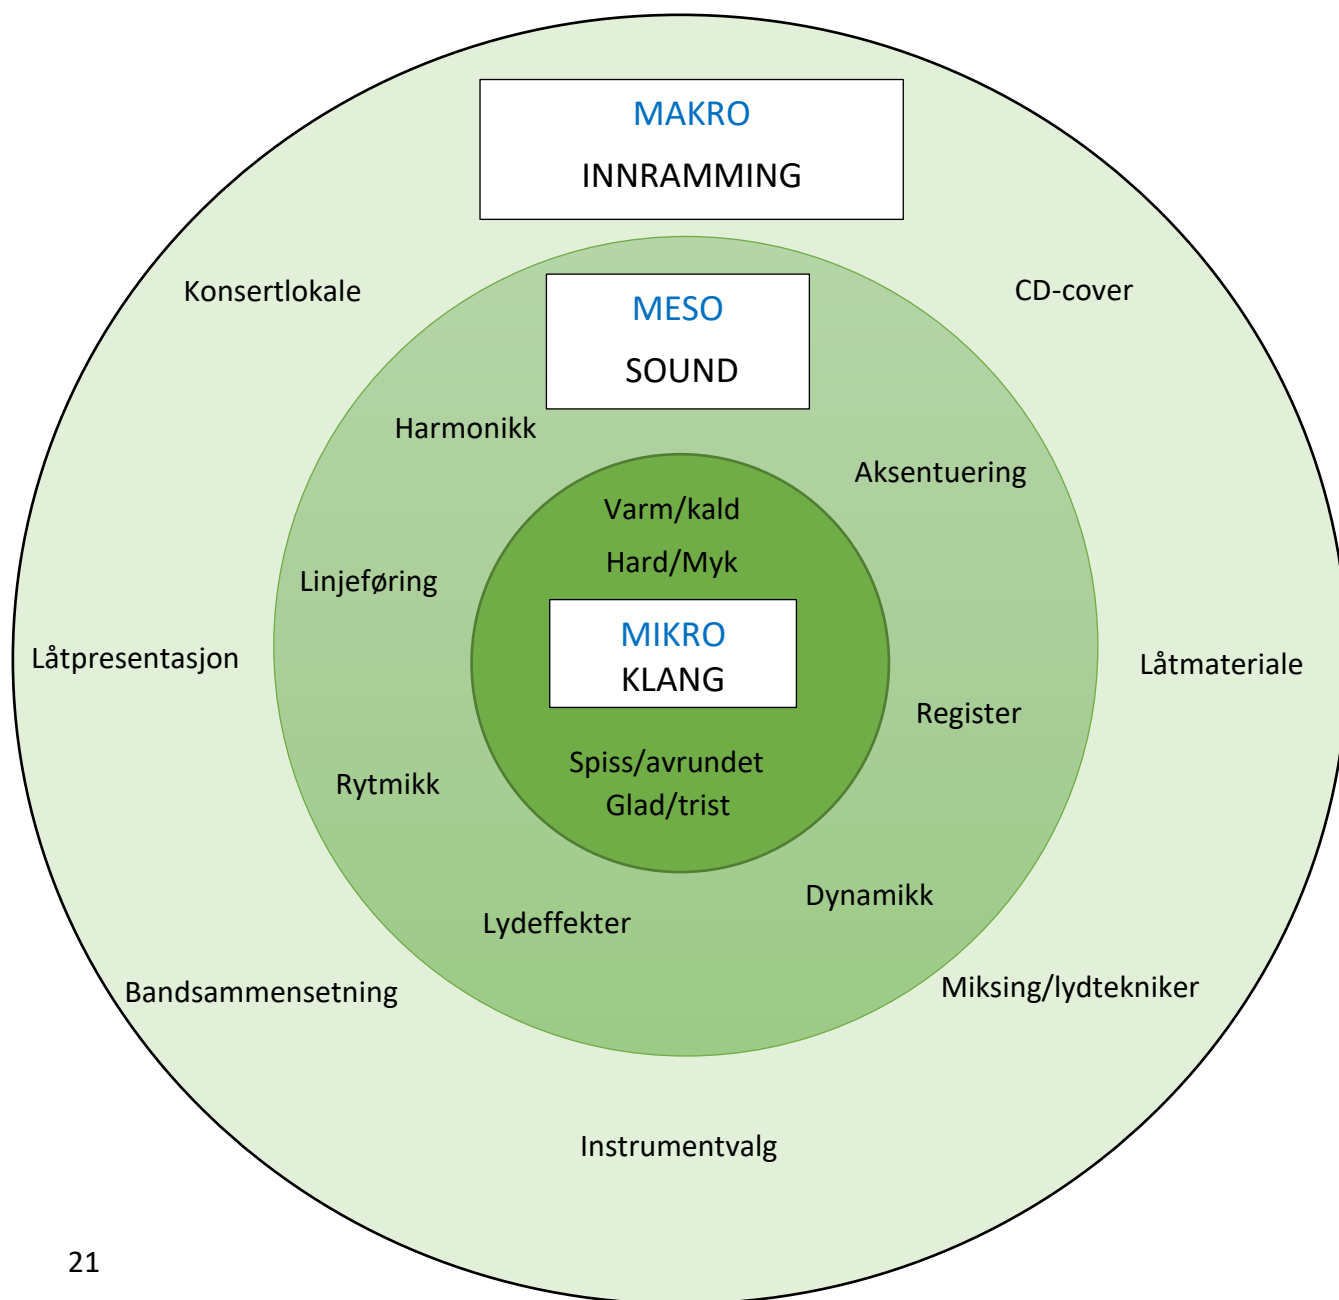 MAKRO
INNRAMMING
Konsertlokale
CD-cover
MESO
SOUND
Harmonikk
Aksentuering
Varm/kald
Hard/Myk
Linjeføring
MIKRO
KLANG
Låtpresentasjon
Låtmateriale
Register
Spiss/avrundet
Rytmikk
Glad/trist
Dynamikk
Lydeffekter
Bandsammensetning
Miksing/lydtekniker
Instrumentvalg
21